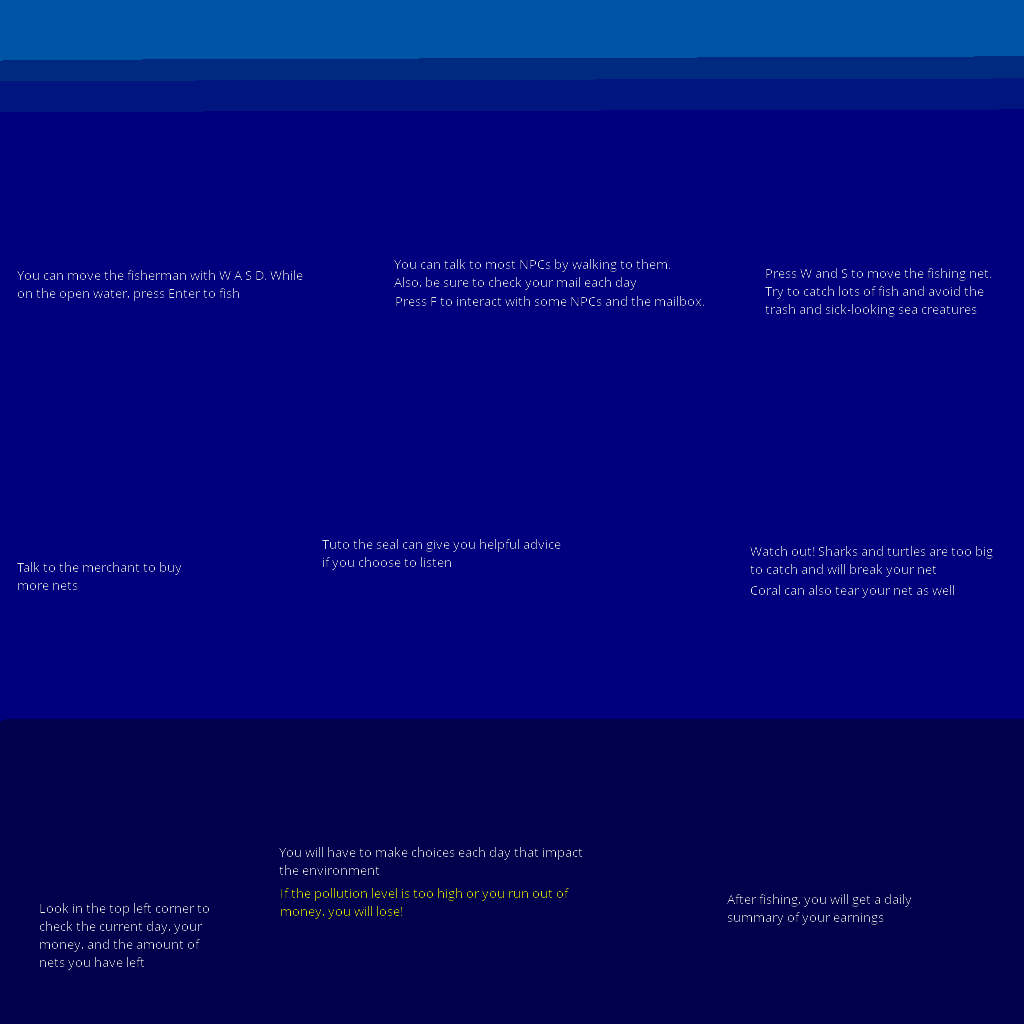 You can move the fisherman with W A S D. While
on the open water, press Enter to fish
You can talk to most NPCs by walking to them.
Also, be sure to check your mail each day
Press F to interact with some NPCs and the mailbox.
Press W and S to move the fishing net.
Try to catch lots of fish and avoid the
trash and sick-looking sea creatures
Talk to the merchant to buy
more nets
Tuto the seal can give you helpful advice
if you choose to listen
Watch out! Sharks and turtles are too big
to catch and will break your net
Coral can also tear your net as well
Look in the top left corner to
check the current day, your
money, and the amount of
nets you have left
You will have to make choices each day that impact
the environment
If the pollution level is too high or you run out of
money, you will lose!
After fishing, you will get a daily
summary of your earnings